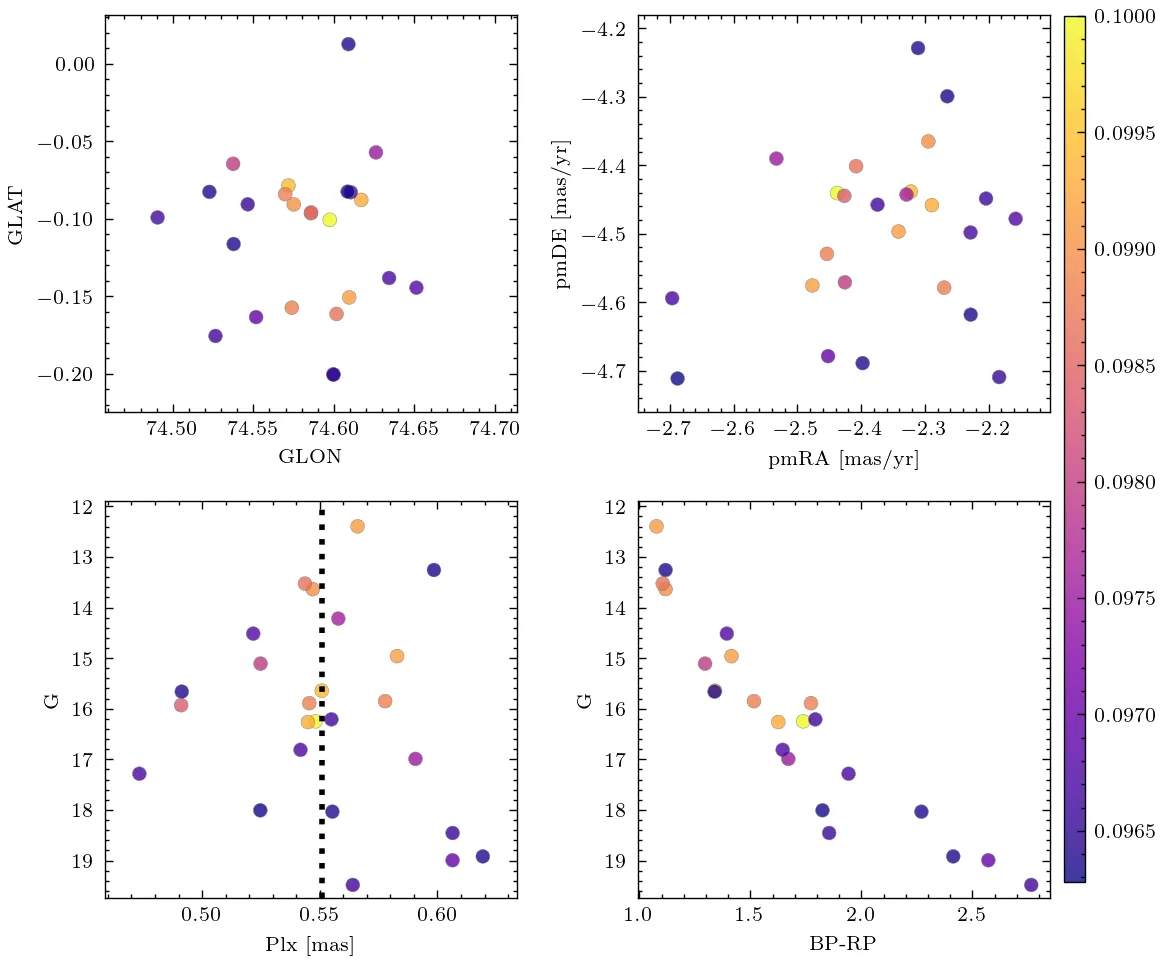 0.00
−0.05
−0.10
−0.15
−0.20
GLAT
74.50 74.55 74.60 74.65 74.70
GLON
−4.2
−4.3
−4.4
−4.5
−4.6
−4.7
pmDE [mas/yr]
−2.7 −2.6 −2.5 −2.4 −2.3 −2.2
pmRA [mas/yr]
12
13
14
15
16
17
18
19
G
0.50 0.55 0.60
Plx [mas]
12
13
14
15
16
17
18
19
G
1.0 1.5 2.0 2.5
BP-RP
0.1000
0.0995
0.0990
0.0985
0.0980
0.0975
0.0970
0.0965